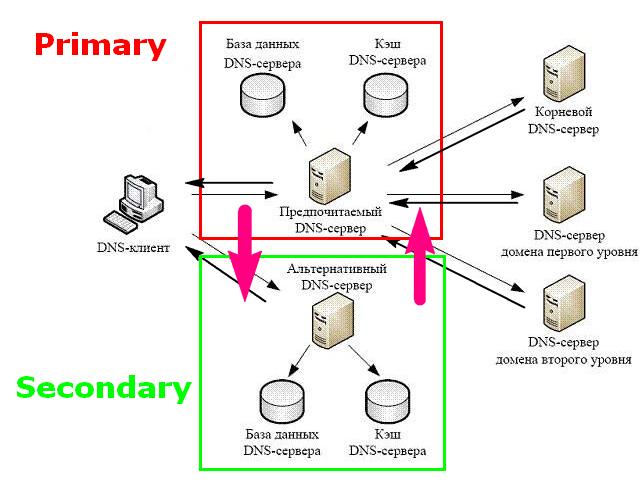 Primary
База данных
DNS-сервера
Кэш
DNS-сервера
Корневой
DNS-сервер
Предпочитаемый
DNS-сервер
DNS-клиент
DNS-сервер
домена первого уровня
Альтернативный
DNS-сервер
DNS-сервер
домена второго уровня
Secondary
База данных
DNS-сервера
Кэш
DNS-сервера